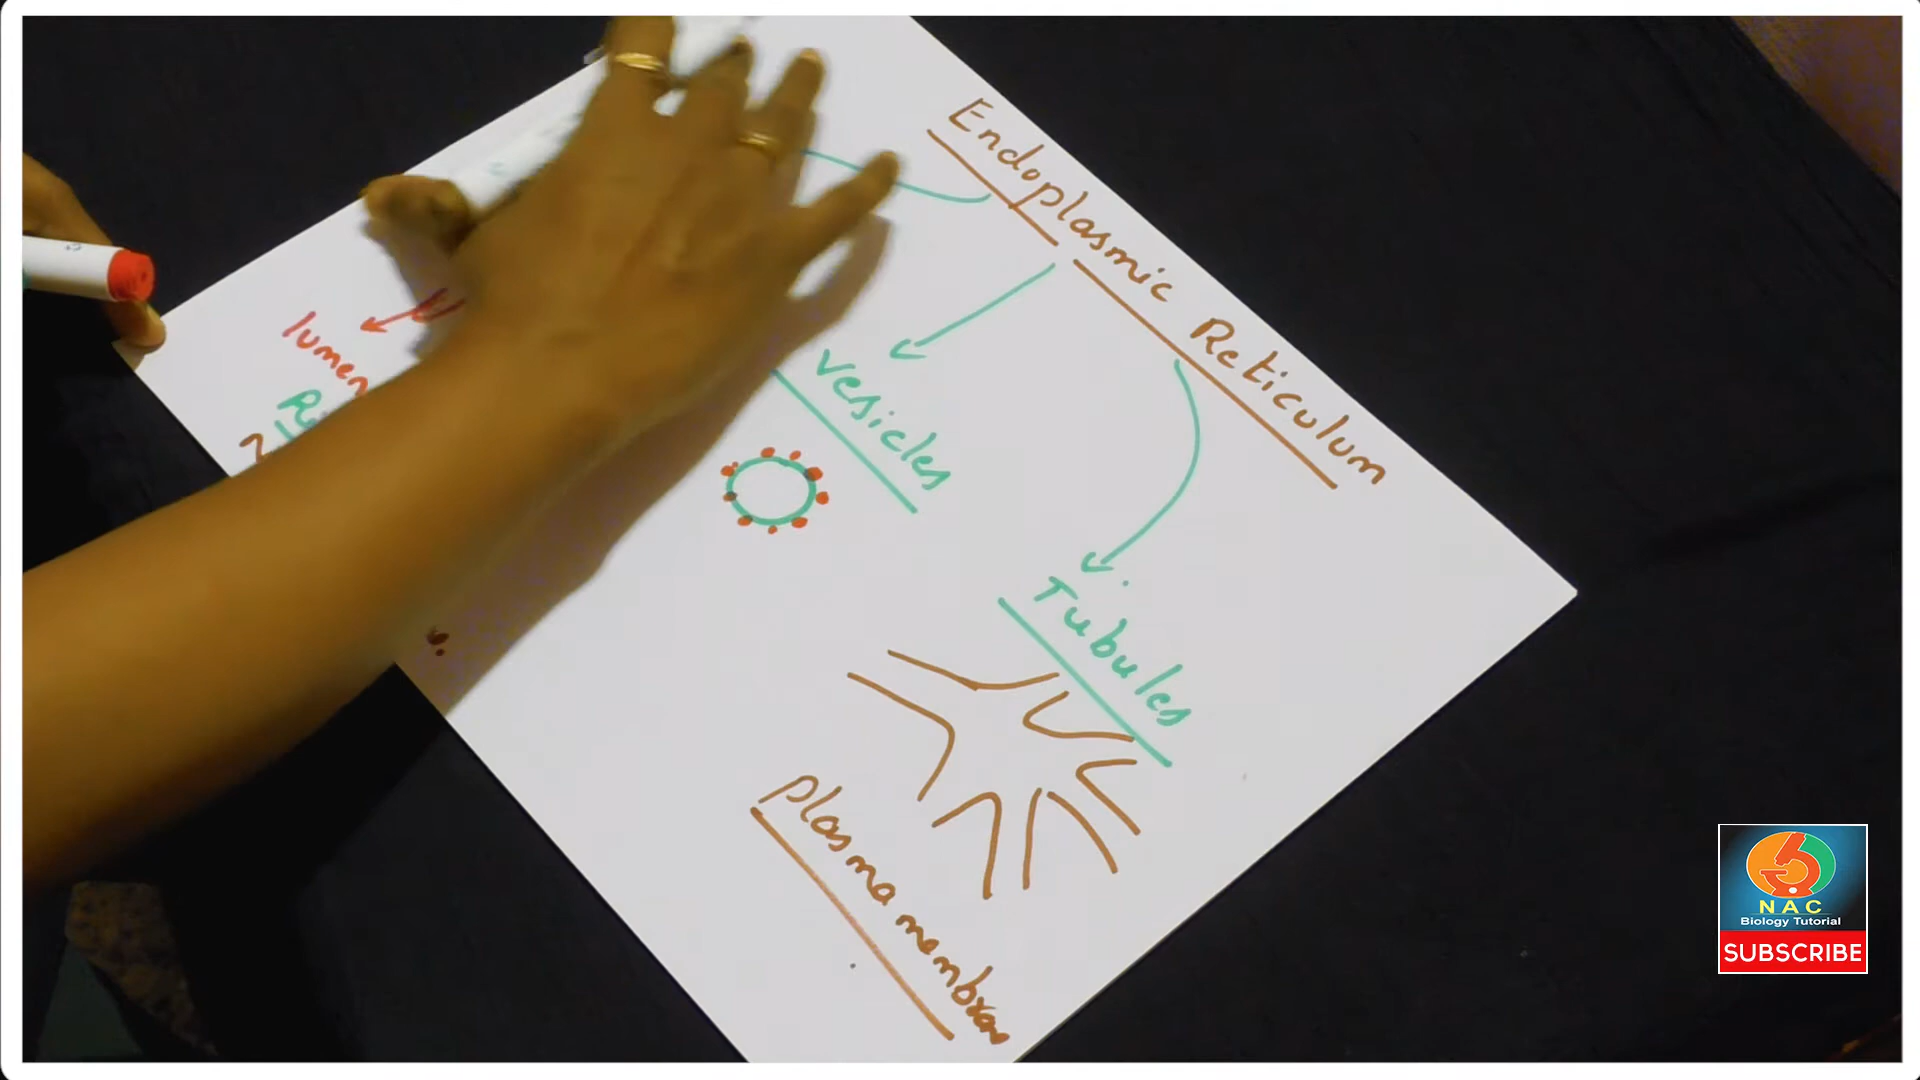 Endoplasmic Reticulum
vesicles
lumen
Tubules
plasma membrane
NAC
Biology Tutorial
SUBSCRIBE